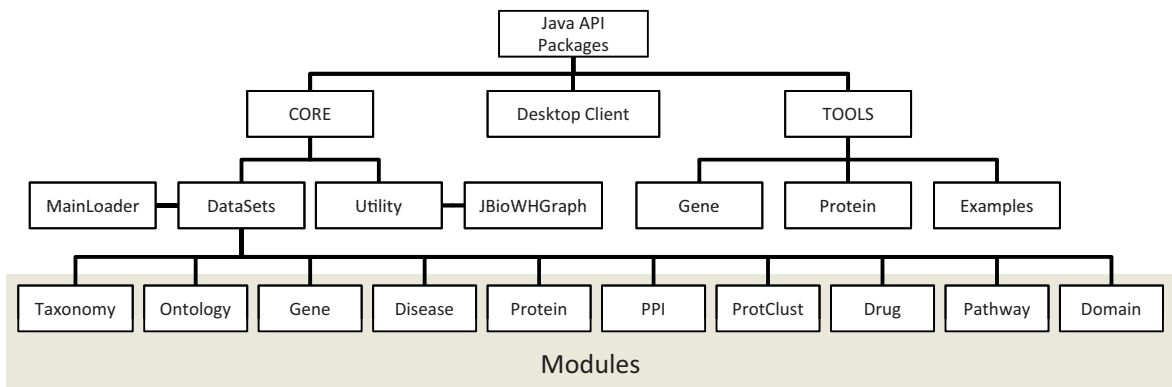 Java API
Packages
CORE
Desktop Client
TOOLS
MainLoader
DataSets
Utility
JBioWHGraph
Gene
Protein
Examples
Taxonomy
Ontology
Gene
Disease
Protein
PPI
ProtClust
Drug
Pathway
Domain
Modules